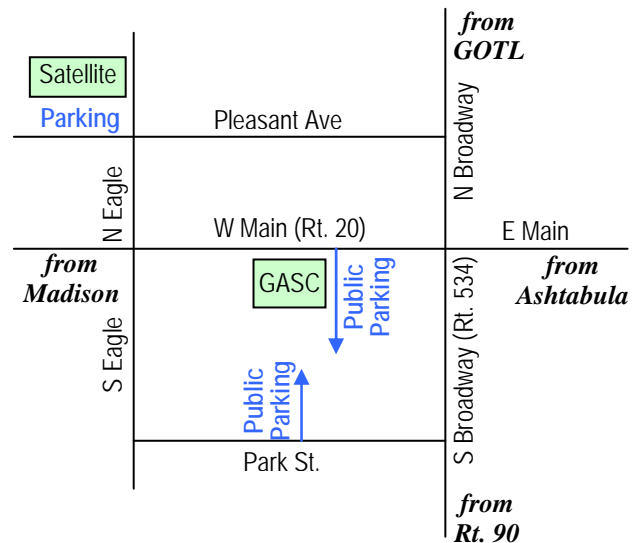 from
GOTL
Satellite
Parking
Pleasant Ave
N Broadway
N Eagle
W Main (Rt. 20)
E Main
from
Madison
GASC
Public
Parking
S Broadway (Rt. 534)
from
Ashtabula
S Eagle
Public
Parking
Park St.
from
Rt. 90